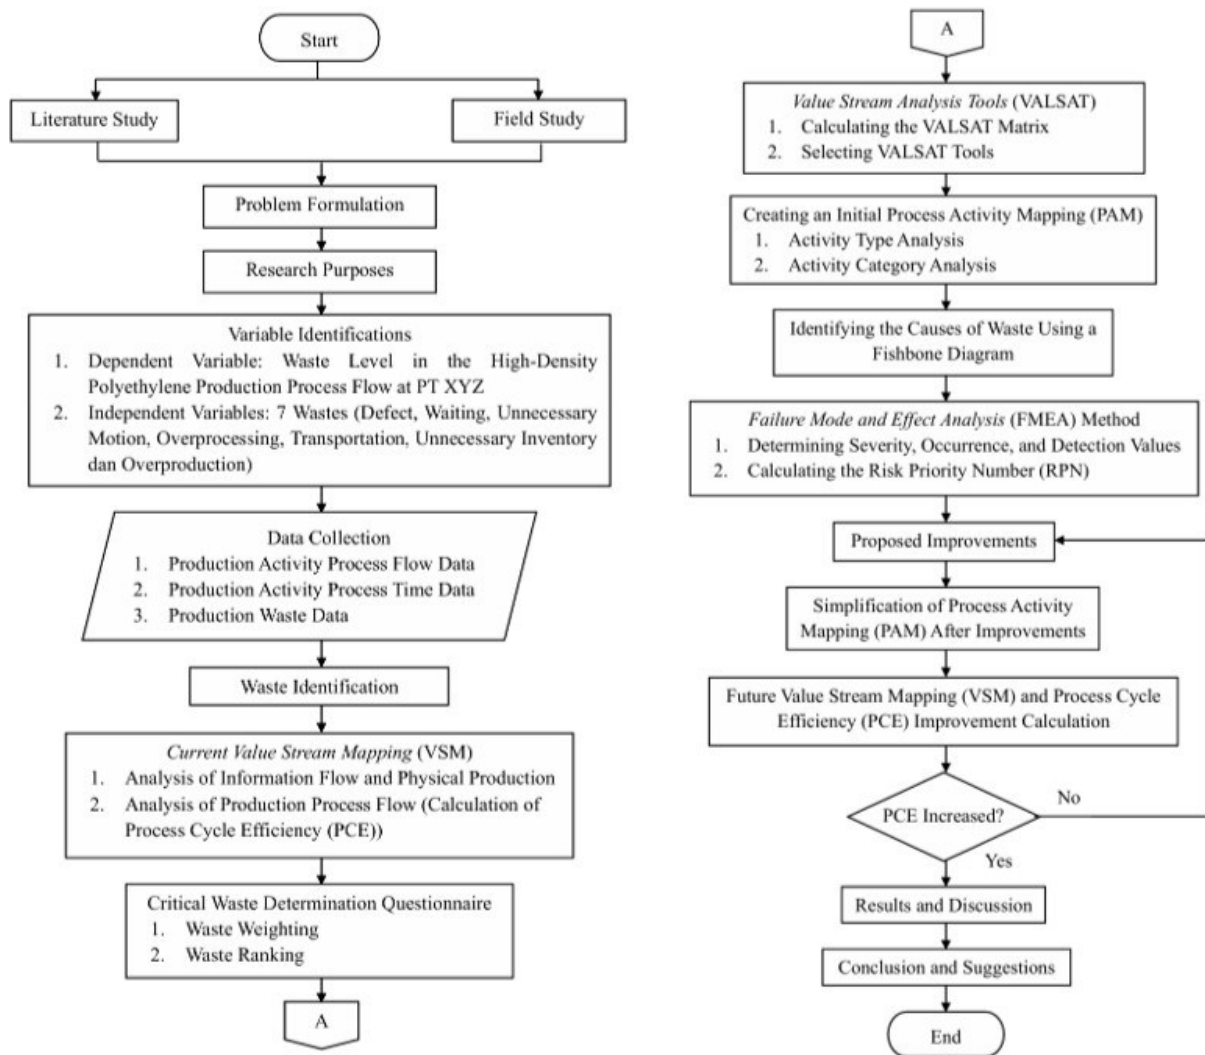 Start
Literature Study
Field Study
Problem Formulation
Research Purposes
Variable Identifications
1. Dependent Variable: Waste Level in the High-Density
Polyethylene Production Process Flow at PT XYZ
2. Independent Variables: 7 Wastes (Defect, Waiting, Unnecessary
Motion, Overprocessing, Transportation, Unnecessary Inventory
dan Overproduction)
Data Collection
1. Production Activity Process Flow Data
2. Production Activity Process Time Data
3. Production Waste Data
Waste Identification
Current Value Stream Mapping (VSM)
1. Analysis of Information Flow and Physical Production
2. Analysis of Production Process Flow (Calculation of
Process Cycle Efficiency (PCE))
Critical Waste Determination Questionnaire
1. Waste Weighting
2. Waste Ranking
A
A
Value Stream Analysis Tools (VALSAT)
1. Calculating the VALSAT Matrix
2. Selecting VALSAT Tools
Creating an Initial Process Activity Mapping (PAM)
1. Activity Type Analysis
2. Activity Category Analysis
Identifying the Causes of Waste Using a
Fishbone Diagram
Failure Mode and Effect Analysis (FMEA) Method
1. Determining Severity, Occurrence, and Detection Values
2. Calculating the Risk Priority Number (RPN)
Proposed Improvements
Simplification of Process Activity
Mapping (PAM) After Improvements
Future Value Stream Mapping (VSM) and Process Cycle
Efficiency (PCE) Improvement Calculation
PCE Increased?
No
Yes
Results and Discussion
Conclusion and Suggestions
End